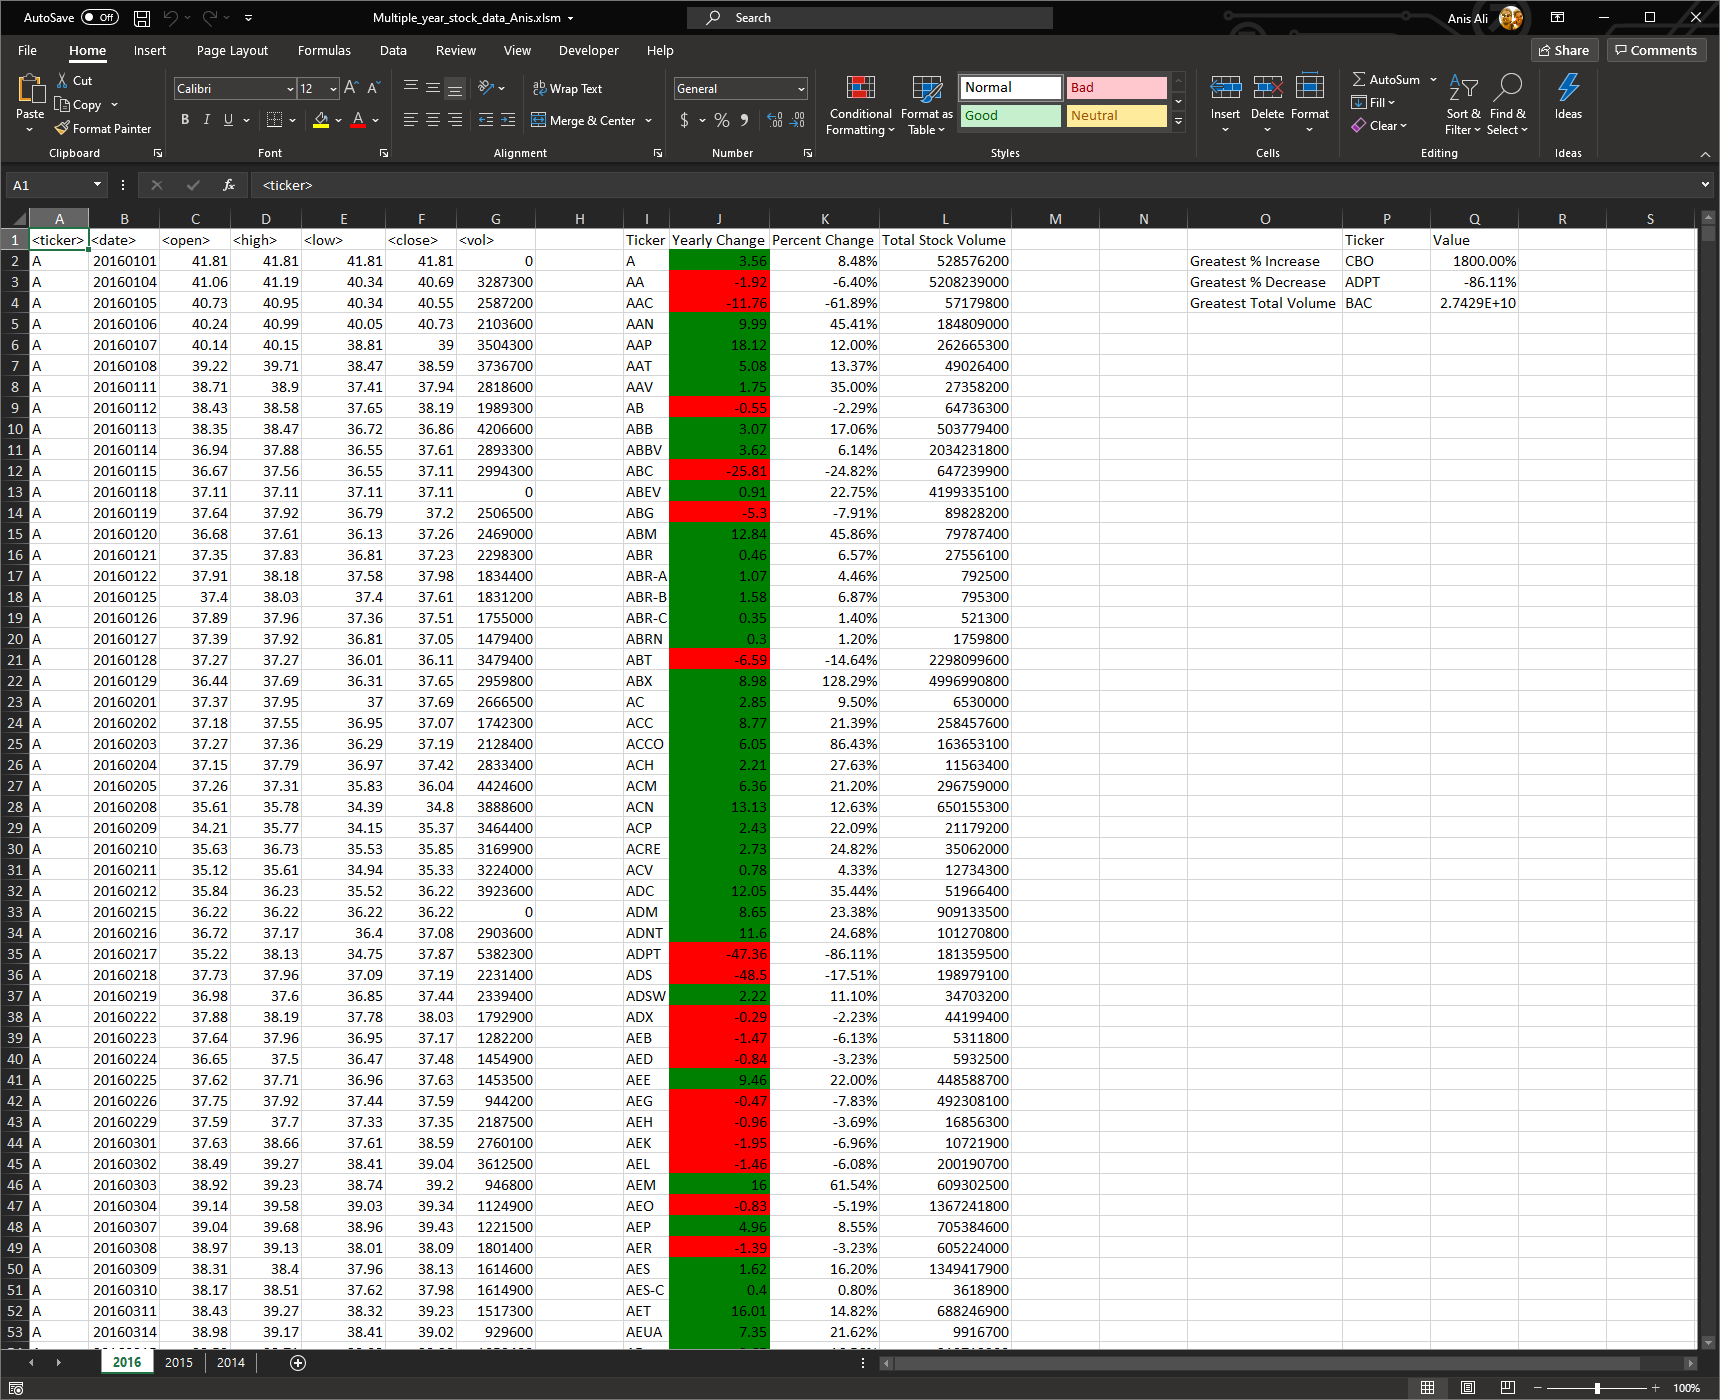 AutoSave Off Multiple_year_stock_data_Anis.xlsm Search Anis Ali
File Home Insert Page Layout Formulas Data Review View Developer Help Share Comments
Paste Cut Copy Format Painter Calibri 12 B I U A Wrap Text Merge & Center General $ % Conditional Formatting Format as Table Normal Bad Good Neutral Insert Delete Format AutoSum Fill Clear Sort & Filter Find & Select Ideas
Clipboard Font Alignment Number Styles Cells Editing Ideas
A1 fx <ticker>
A B C D E F G H I J K L M N O P Q R S
1 <ticker> <date> <open> <high> <low> <close> <vol> Ticker Yearly Change Percent Change Total Stock Volume Ticker Value
2 A 20160101 41.81 41.81 41.81 41.81 0 A 3.56 8.48% 528576200 Greatest % Increase CBO 1800.00%
3 A 20160104 41.06 41.19 40.34 40.69 3287300 AA -1.92 -6.40% 5208239000 Greatest % Decrease ADPT -86.11%
4 A 20160105 40.73 40.95 40.34 40.55 2587200 AAC -11.76 -61.89% 57179800 Greatest Total Volume BAC 2.7429E+10
5 A 20160106 40.24 40.99 40.05 40.73 2103600 AAN 9.99 45.41% 184809000
6 A 20160107 40.14 40.15 38.81 39 3504300 AAP 18.12 12.00% 262665300
7 A 20160108 39.22 39.71 38.47 38.59 3736700 AAT 5.08 13.37% 49026400
8 A 20160111 38.71 38.9 37.41 37.94 2818600 AAV 1.75 35.00% 27358200
9 A 20160112 38.43 38.58 37.65 38.19 1989300 AB -0.55 -2.29% 64736300
10 A 20160113 38.35 38.47 36.72 36.86 4206600 ABB 3.07 17.06% 503779400
11 A 20160114 36.94 37.88 36.55 37.61 2893300 ABBV 3.62 6.14% 2034231800
12 A 20160115 36.67 37.56 36.55 37.11 2994300 ABC -25.81 -24.82% 647239900
13 A 20160118 37.11 37.11 37.11 37.11 0 ABEV 0.91 22.75% 4199335100
14 A 20160119 37.64 37.92 36.79 37.2 2506500 ABG -5.3 -7.91% 89828200
15 A 20160120 36.68 37.61 36.13 37.26 2469000 ABM 12.84 45.86% 79787400
16 A 20160121 37.35 37.83 36.81 37.23 2298300 ABR 0.46 6.57% 27556100
17 A 20160122 37.91 38.18 37.58 37.98 1834400 ABR-A 1.07 4.46% 792500
18 A 20160125 37.4 38.03 37.4 37.61 1831200 ABR-B 1.58 6.87% 795300
19 A 20160126 37.89 37.96 37.36 37.51 1755000 ABR-C 0.35 1.40% 521300
20 A 20160127 37.39 37.92 36.81 37.05 1479400 ABRN 0.3 1.20% 1759800
21 A 20160128 37.27 37.27 36.01 36.11 3479400 ABT -6.59 -14.64% 2298099600
22 A 20160129 36.44 37.69 36.31 37.65 2959800 ABX 8.98 128.29% 4996990800
23 A 20160201 37.37 37.95 37 37.69 2666500 AC 2.85 9.50% 6530000
24 A 20160202 37.18 37.55 36.95 37.07 1742300 ACC 8.77 21.39% 258457600
25 A 20160203 37.27 37.36 36.29 37.19 2128400 ACCO 6.05 86.43% 163653100
26 A 20160204 37.15 37.79 36.97 37.42 2833400 ACH 2.21 27.63% 11563400
27 A 20160205 37.26 37.31 35.83 36.04 4424600 ACM 6.36 21.20% 296759000
28 A 20160208 35.61 35.78 34.39 34.8 3888600 ACN 13.13 12.63% 650155300
29 A 20160209 34.21 35.77 34.15 35.37 3464400 ACP 2.43 22.09% 21179200
30 A 20160210 35.63 36.73 35.53 35.85 3169900 ACRE 2.73 24.82% 35062000
31 A 20160211 35.12 35.61 34.94 35.33 3224000 ACV 0.78 4.33% 12734300
32 A 20160212 35.84 36.23 35.52 36.22 3923600 ADC 12.05 35.44% 51966400
33 A 20160215 36.22 36.22 36.22 36.22 0 ADM 8.65 23.38% 909133500
34 A 20160216 36.72 37.17 36.4 37.08 2903600 ADNT 11.6 24.68% 101270800
35 A 20160217 35.22 38.13 34.75 37.87 5382300 ADPT -47.36 -86.11% 181359500
36 A 20160218 37.73 37.96 37.09 37.19 2231400 ADS -48.5 -17.51% 198979100
37 A 20160219 36.98 37.6 36.85 37.44 2339400 ADSW 2.22 11.10% 34703200
38 A 20160222 37.88 38.19 37.78 38.03 1792900 ADX -0.29 -2.23% 44199400
39 A 20160223 37.64 37.96 36.95 37.17 1282200 AEB -1.47 -6.13% 5311800
40 A 20160224 36.65 37.5 36.47 37.48 1454900 AED -0.84 -3.23% 5932500
41 A 20160225 37.62 37.71 36.96 37.63 1453500 AEE 9.46 22.00% 448588700
42 A 20160226 37.75 37.92 37.44 37.59 944200 AEG -0.47 -7.83% 492308100
43 A 20160229 37.59 37.7 37.33 37.35 2187500 AEH -0.96 -3.69% 16856300
44 A 20160301 37.63 38.66 37.61 38.59 2760100 AEK -1.95 -6.96% 10721900
45 A 20160302 38.49 39.27 38.41 39.04 3612500 AEL -1.46 -6.08% 200190700
46 A 20160303 38.92 39.23 38.74 39.2 946800 AEM 16 61.54% 609302500
47 A 20160304 39.14 39.58 39.03 39.34 1124900 AEO -0.83 -5.19% 1367241800
48 A 20160307 39.04 39.68 38.96 39.43 1221500 AEP 4.96 8.55% 705384600
49 A 20160308 38.97 39.13 38.01 38.09 1801400 AER -1.39 -3.23% 605224000
50 A 20160309 38.31 38.4 37.96 38.13 1614600 AES 1.62 16.20% 1349417900
51 A 20160310 38.17 38.51 37.62 37.98 1614900 AES-C 0.4 0.80% 3618900
52 A 20160311 38.43 39.27 38.32 39.23 1517300 AET 16.01 14.82% 688246900
53 A 20160314 38.98 39.17 38.41 39.02 929600 AEUA 7.35 21.62% 9916700
2016 2015 2014
100%